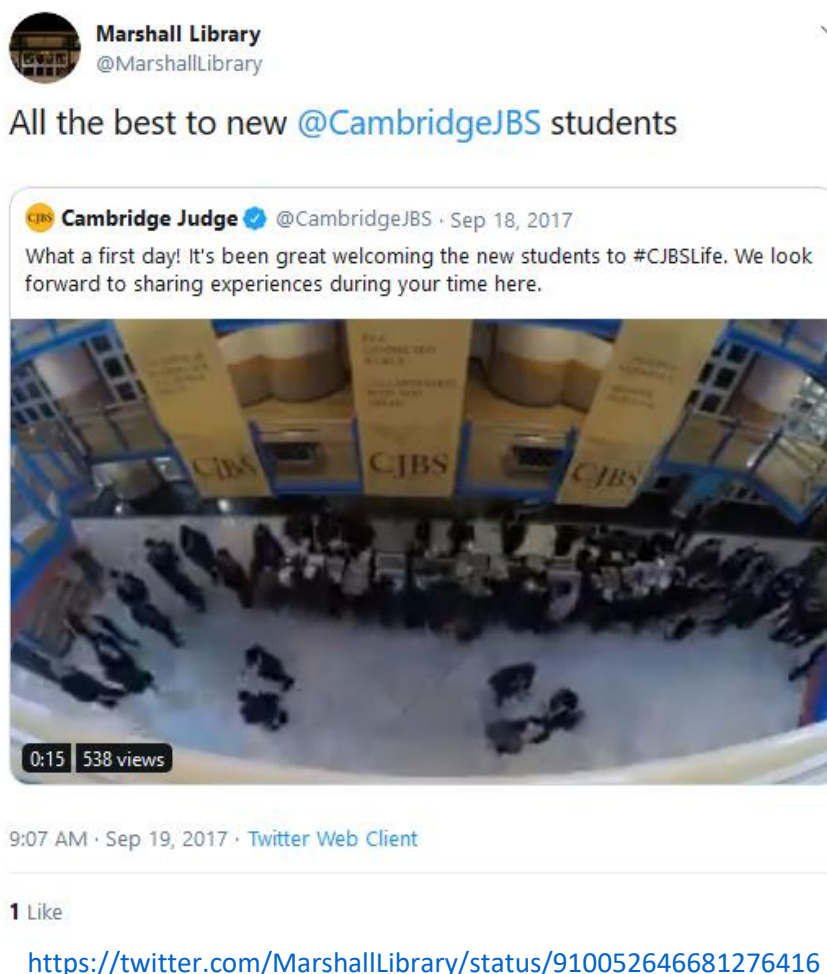 Marshall Library
@MarshallLibrary
All the best to new @CambridgeJBS students
CJBS Cambridge Judge @CambridgeJBS · Sep 18, 2017
What a first day! It's been great welcoming the new students to #CJBSLife. We look
forward to sharing experiences during your time here.
CJBS
CJBS
CJBS
0:15 538 views
9:07 AM · Sep 19, 2017 · Twitter Web Client
1 Like
https://twitter.com/MarshallLibrary/status/910052646681276416